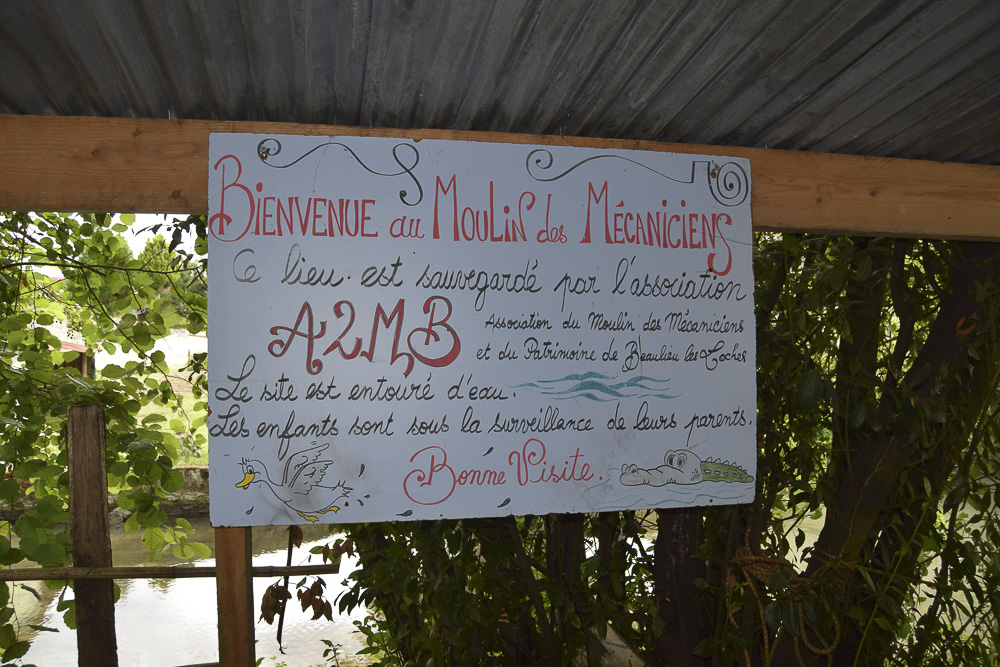 BIENVENUE au MOULIN des MÉCANICIENS
Ce lieu est sauvegardé par l'association
A2MB
Association du Moulin des Mécaniciens
et du Patrimoine de Beaulieu les Loches
Le site est entouré d'eau.
Les enfants sont sous la surveillance de leurs parents.
Bonne Visite.